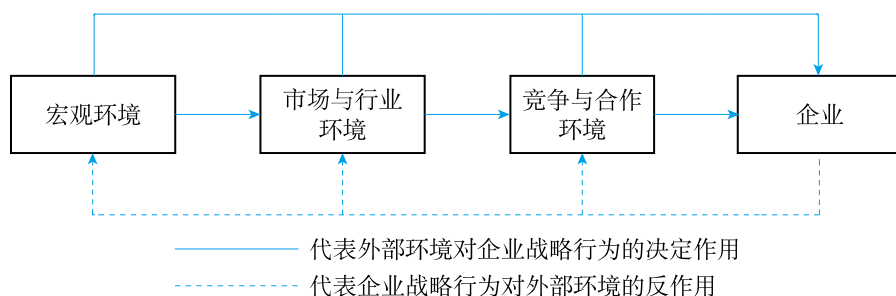 宏观环境
市场与行业
环境
竞争与合作
环境
企业
代表外部环境对企业战略行为的决定作用
代表企业战略行为对外部环境的反作用